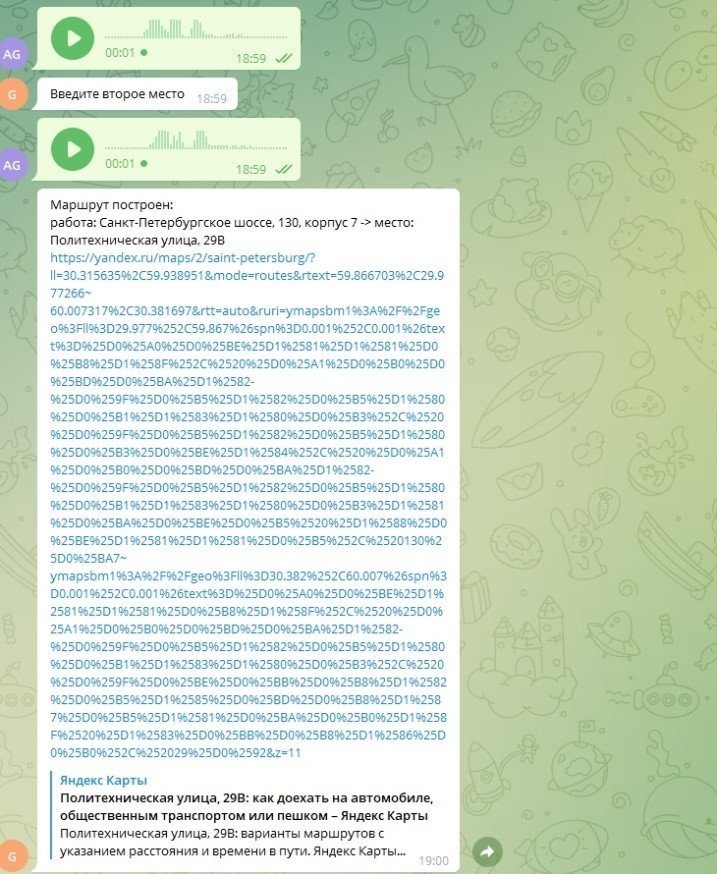 AG
00:01
18:59
G
Введите второе место 18:59
AG
00:01
18:59
Маршрут построен:
работа: Санкт-Петербургское шоссе, 130, корпус 7 -> место:
Политехническая улица, 29В
https://yandex.ru/maps/2/saint-petersburg/?
ll=30.315635%2C59.938951&mode=routes&rtext=59.866703%2C29.9
77266~
60.007317%2C30.381697&rtt=auto&ruri=ymapsbm1%3A%2F%2Fge
o%3Fll%3D29.977%252C59.867%26spn%3D0.001%252C0.001%26tex
t%3D%25D0%25A0%25D0%25BE%25D1%2581%25D1%2581%25D0
%25B8%25D1%258F%252C%2520%25D0%25A1%25D0%25B0%25D0
%25BD%25D0%25BA%25D1%2582-
%25D0%259F%25D0%25B5%25D1%2582%25D0%25B5%25D1%2580
%25D0%25B1%25D1%2583%25D1%2580%25D0%25B3%252C%2520
%25D0%259F%25D0%25B5%25D1%2582%25D0%25B5%25D1%2580
%25D0%25B3%25D0%25BE%25D1%2584%252C%2520%25D0%25A1
%25D0%25B0%25D0%25BD%25D0%25BA%25D1%2582-
%25D0%259F%25D0%25B5%25D1%2582%25D0%25B5%25D1%2580
%25D0%25B1%25D1%2583%25D1%2580%25D0%25B3%25D1%2581
%25D0%25BA%25D0%25BE%25D0%25B5%2520%25D1%2588%25D0
%25BE%25D1%2581%25D1%2581%25D0%25B5%252C%2520130%2
5D0%25BA7~
ymapsbm1%3A%2F%2Fgeo%3Fll%3D30.382%252C60.007%26spn%3
D0.001%252C0.001%26text%3D%25D0%25A0%25D0%25BE%25D1%
2581%25D1%2581%25D0%25B8%25D1%258F%252C%2520%25D0%
25A1%25D0%25B0%25D0%25BD%25D0%25BA%25D1%2582-
%25D0%259F%25D0%25B5%25D1%2582%25D0%25B5%25D1%2580
%25D0%25B1%25D1%2583%25D1%2580%25D0%25B3%252C%2520
%25D0%259F%25D0%25BE%25D0%25BB%25D0%25B8%25D1%2582
%25D0%25B5%25D1%2585%25D0%25BD%25D0%25B8%25D1%258
7%25D0%25B5%25D1%2581%25D0%25BA%25D0%25B0%25D1%258
F%2520%25D1%2583%25D0%25BB%25D0%25B8%25D1%2586%25D
0%25B0%252C%252029%25D0%2592&z=11
Яндекс Карты
Политехническая улица, 29В: как доехать на автомобиле,
общественным транспортом или пешком – Яндекс Карты
Политехническая улица, 29В: варианты маршрутов с
указанием расстояния и времени в пути. Яндекс Карты...
19:00
G